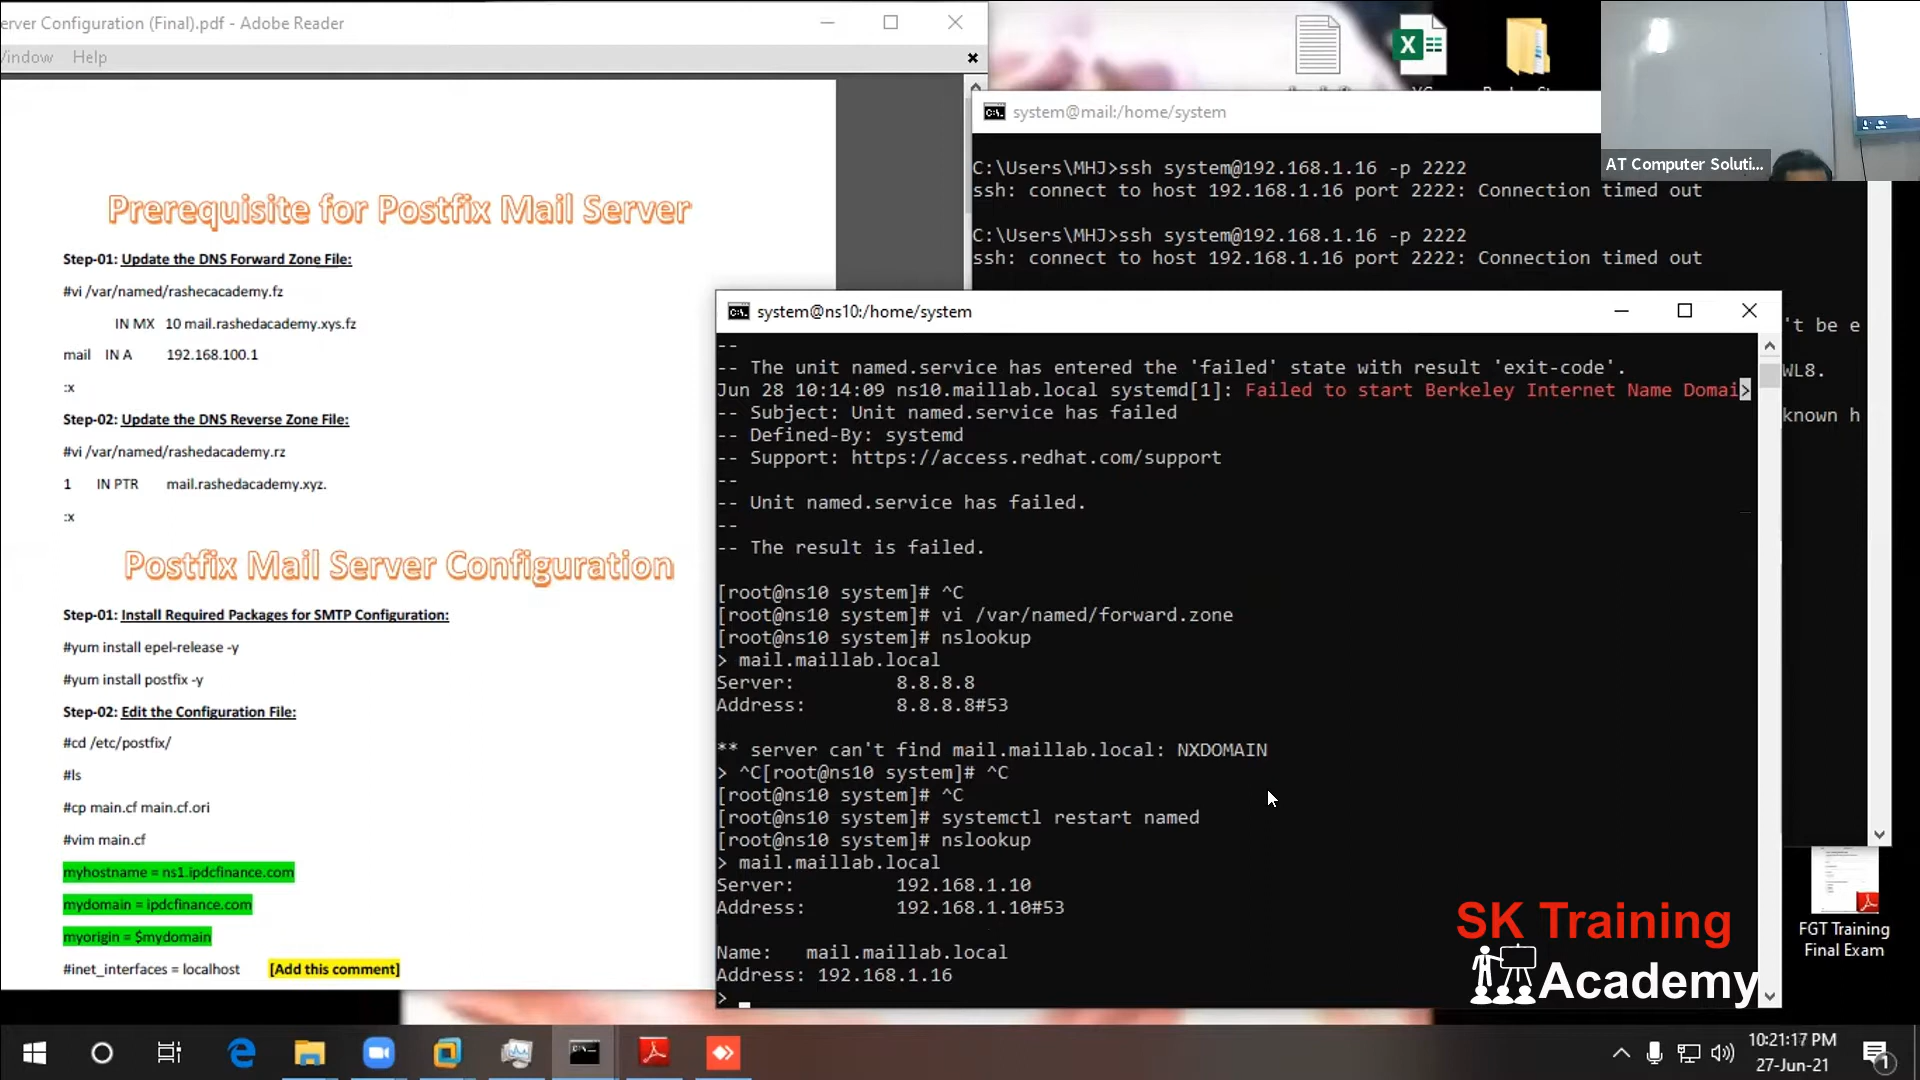 erver Configuration (Final).pdf - Adobe Reader
Window Help
Prerequisite for Postfix Mail Server
Step-01: Update the DNS Forward Zone File:
#vi /var/named/rashecacademy.fz
IN MX 10 mail.rashedacademy.xys.fz
mail IN A 192.168.100.1
:x
Step-02: Update the DNS Reverse Zone File:
#vi /var/named/rashedacademy.rz
1 IN PTR mail.rashedacademy.xyz.
:x
Postfix Mail Server Configuration
Step-01: Install Required Packages for SMTP Configuration:
#yum install epel-release -y
#yum install postfix -y
Step-02: Edit the Configuration File:
#cd /etc/postfix/
#ls
#cp main.cf main.cf.ori
#vim main.cf
myhostname = ns1.ipdcfinance.com
mydomain = ipdcfinance.com
myorigin = $mydomain
#inet_interfaces = localhost [Add this comment]
system@mail:/home/system
C:\Users\MHJ>ssh system@192.168.1.16 -p 2222
ssh: connect to host 192.168.1.16 port 2222: Connection timed out
C:\Users\MHJ>ssh system@192.168.1.16 -p 2222
ssh: connect to host 192.168.1.16 port 2222: Connection timed out
't be e
WL8.
known h
AT Computer Soluti...
system@ns10:/home/system
--
-- The unit named.service has entered the 'failed' state with result 'exit-code'.
Jun 28 10:14:09 ns10.maillab.local systemd[1]: Failed to start Berkeley Internet Name Domai>
-- Subject: Unit named.service has failed
-- Defined-By: systemd
-- Support: https://access.redhat.com/support
--
-- Unit named.service has failed.
--
-- The result is failed.
[root@ns10 system]# ^C
[root@ns10 system]# vi /var/named/forward.zone
[root@ns10 system]# nslookup
> mail.maillab.local
Server: 8.8.8.8
Address: 8.8.8.8#53
** server can't find mail.maillab.local: NXDOMAIN
> ^C[root@ns10 system]# ^C
[root@ns10 system]# ^C
[root@ns10 system]# systemctl restart named
[root@ns10 system]# nslookup
> mail.maillab.local
Server: 192.168.1.10
Address: 192.168.1.10#53
Name: mail.maillab.local
Address: 192.168.1.16
>
SK Training
Academy
FGT Training
Final Exam
10:21:17 PM
27-Jun-21
1